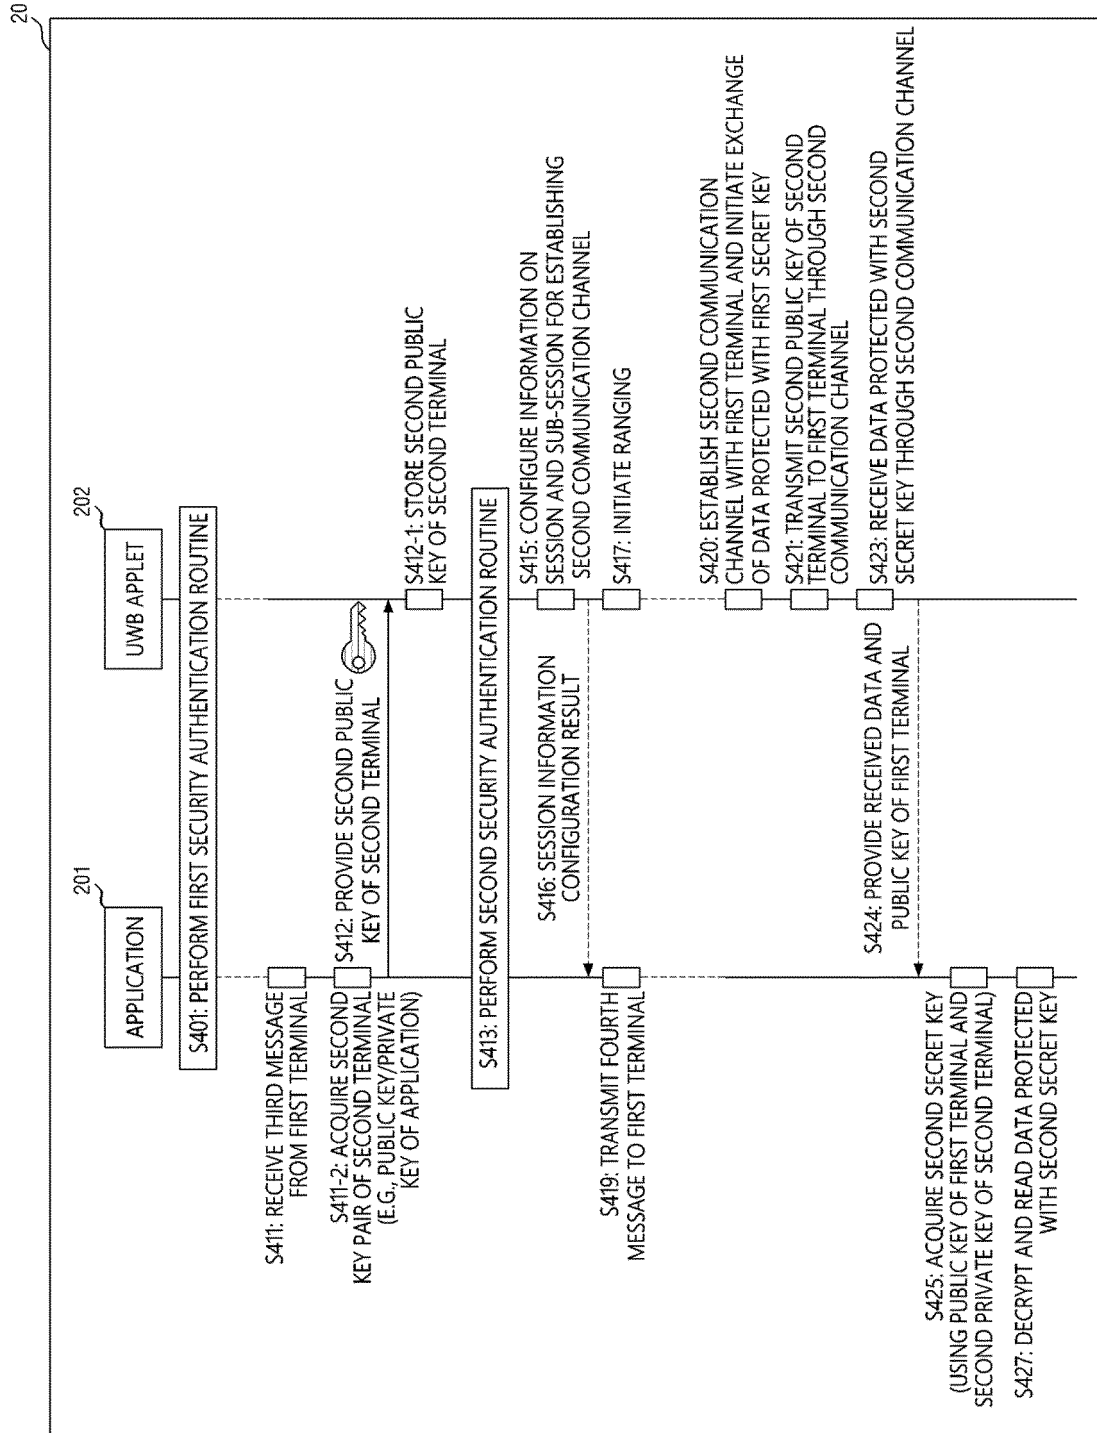 20
APPLICATION
201
UWB APPLET
202
S401: PERFORM FIRST SECURITY AUTHENTICATION ROUTINE
S411: RECEIVE THIRD MESSAGE
FROM FIRST TERMINAL
S411-2: ACQUIRE SECOND
KEY PAIR OF SECOND TERMINAL
(E.G., PUBLIC KEY/PRIVATE
KEY OF APPLICATION)
S412: PROVIDE SECOND PUBLIC
KEY OF SECOND TERMINAL
S412-1: STORE SECOND PUBLIC
KEY OF SECOND TERMINAL
S413: PERFORM SECOND SECURITY AUTHENTICATION ROUTINE
S415: CONFIGURE INFORMATION ON
SESSION AND SUB-SESSION FOR ESTABLISHING
SECOND COMMUNICATION CHANNEL
S416: SESSION INFORMATION
CONFIGURATION RESULT
S417: INITIATE RANGING
S419: TRANSMIT FOURTH
MESSAGE TO FIRST TERMINAL
S420: ESTABLISH SECOND COMMUNICATION
CHANNEL WITH FIRST TERMINAL AND INITIATE EXCHANGE
OF DATA PROTECTED WITH FIRST SECRET KEY
S421: TRANSMIT SECOND PUBLIC KEY OF SECOND
TERMINAL TO FIRST TERMINAL THROUGH SECOND
COMMUNICATION CHANNEL
S423: RECEIVE DATA PROTECTED WITH SECOND
SECRET KEY THROUGH SECOND COMMUNICATION CHANNEL
S424: PROVIDE RECEIVED DATA AND
PUBLIC KEY OF FIRST TERMINAL
S425: ACQUIRE SECOND SECRET KEY
(USING PUBLIC KEY OF FIRST TERMINAL AND
SECOND PRIVATE KEY OF SECOND TERMINAL)
S427: DECRYPT AND READ DATA PROTECTED
WITH SECOND SECRET KEY